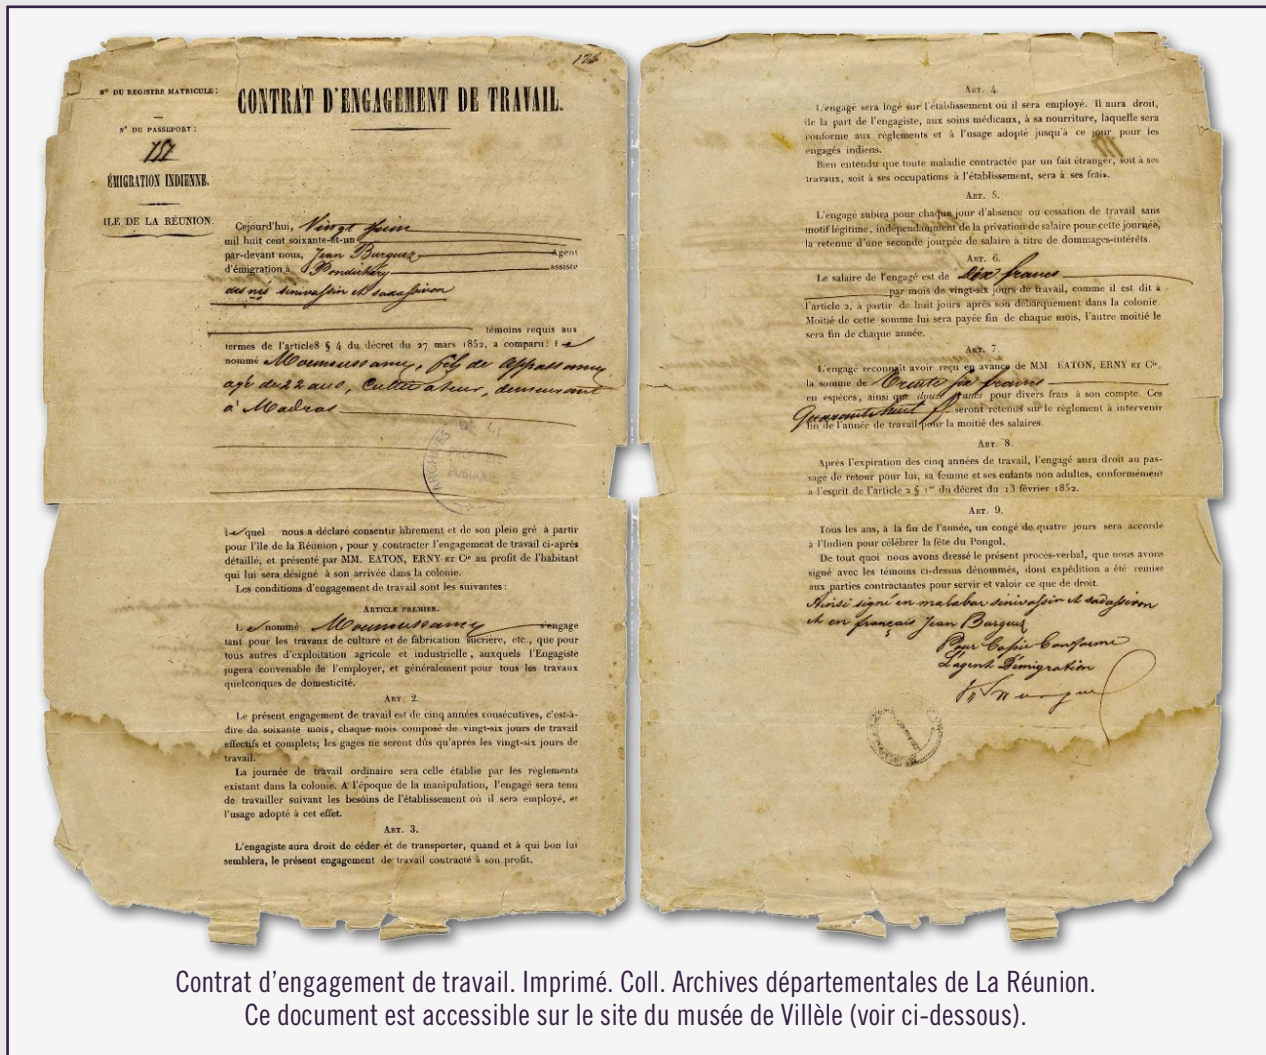 134
N° DU REGISTRE MATRICULE :
CONTRAT D'ENGAGEMENT DE TRAVAIL.
N° DU PASSEPORT :
751
ÉMIGRATION INDIENNE.
ILE DE LA RÉUNION.
Cejourd'hui, Vingt Juin
mil huit cent soixante-et-un
par-devant nous, Jean Burguez Agent
d'émigration à Pondichéry assisté
des nés sinivassin et sadassivon
témoins requis aux
termes de l'article8 § 4 du décret du 27 mars 1852, a comparu : le
nommé Mounoussamy, fils de Appassamy
age de 22 ans, Cultivateur, demeurant
à Madras
ARCHIVES DE LA
le quel nous a déclaré consentir librement et de son plein gré à partir
pour l'île de la Réunion, pour y contracter l'engagement de travail ci-après
détaillé, et présenté par MM. EATON, ERNY ET Cie au profit de l'habitant
qui lui sera désigné à son arrivée dans la colonie.
Les conditions d'engagement de travail sont les suivantes :
ARTICLE PREMIER.
Le nommé Mounoussamy s'engage
tant pour les travaux de culture et de fabrication sucrière, etc., que pour
tous autres d'exploitation agricole et industrielle, auxquels l'Engagiste
jugera convenable de l'employer, et généralement pour tous les travaux
quelconques de domesticité.
ART. 2.
Le présent engagement de travail est de cinq années consécutives, c'est-à-
dire de soixante mois, chaque mois composé de vingt-six jours de travail
effectifs et complets; les gages ne seront dûs qu'après les vingt-six jours de
travail.
La journée de travail ordinaire sera celle établie par les règlements
existant dans la colonie. A l'époque de la manipulation, l'engagé sera tenu
de travailler suivant les besoins de l'établissement où il sera employé, et
l'usage adopté à cet effet.
ART. 3.
L'engagiste aura droit de céder et de transporter, quand et à qui bon lui
semblera, le présent engagement de travail contracté à son profit.
ART. 4.
L'engagé sera logé sur l'établissement où il sera employé. Il aura droit,
de la part de l'engagiste, aux soins médicaux, à sa nourriture, laquelle sera
conforme aux règlements et à l'usage adopté jusqu'à ce jour pour les
engagés indiens.
Bien entendu que toute maladie contractée par un fait étranger, soit à ses
travaux, soit à ses occupations à l'établissement, sera à ses frais.
ART. 5.
L'engagé subira pour chaque jour d'absence ou cessation de travail sans
motif légitime, indépendamment de la privation de salaire pour cette journée,
la retenue d'une seconde journée de salaire à titre de dommages-intérêts.
ART. 6.
Le salaire de l'engagé est de dix francs
par mois de vingt-six jours de travail, comme il est dit à
l'article 2, à partir de huit jours après son débarquement dans la colonie.
Moitié de cette somme lui sera payée fin de chaque mois, l'autre moitié le
sera fin de chaque année.
ART. 7.
L'engagé reconnaît avoir reçu en avance de MM. EATON, ERNY ET Cie.
la somme de Trente six francs
en espèces, ainsi que douze francs pour divers frais à son compte. Ces
Quarante huit f seront retenus sur le règlement à intervenir
fin de l'année de travail pour la moitié des salaires.
ART. 8.
Après l'expiration des cinq années de travail, l'engagé aura droit au pas-
sage de retour pour lui, sa femme et ses enfants non adultes, conformément
à l'esprit de l'article 2 § 1er du décret du 13 février 1852.
ART. 9.
Tous les ans, à la fin de l'année, un congé de quatre jours sera accordé
à l'Indien pour célébrer la fête du Pongol.
De tout quoi nous avons dressé le présent procès-verbal, que nous avons
signé avec les témoins ci-dessus dénommés, dont expédition a été remise
aux parties contractantes pour servir et valoir ce que de droit.
Ainsi signé en malabar sinivassin et sadassivon
et en français Jean Burguez
Pour Copie Conforme
L'agent D'émigration
Contrat d'engagement de travail. Imprimé. Coll. Archives départementales de La Réunion.
Ce document est accessible sur le site du musée de Villèle (voir ci-dessous).